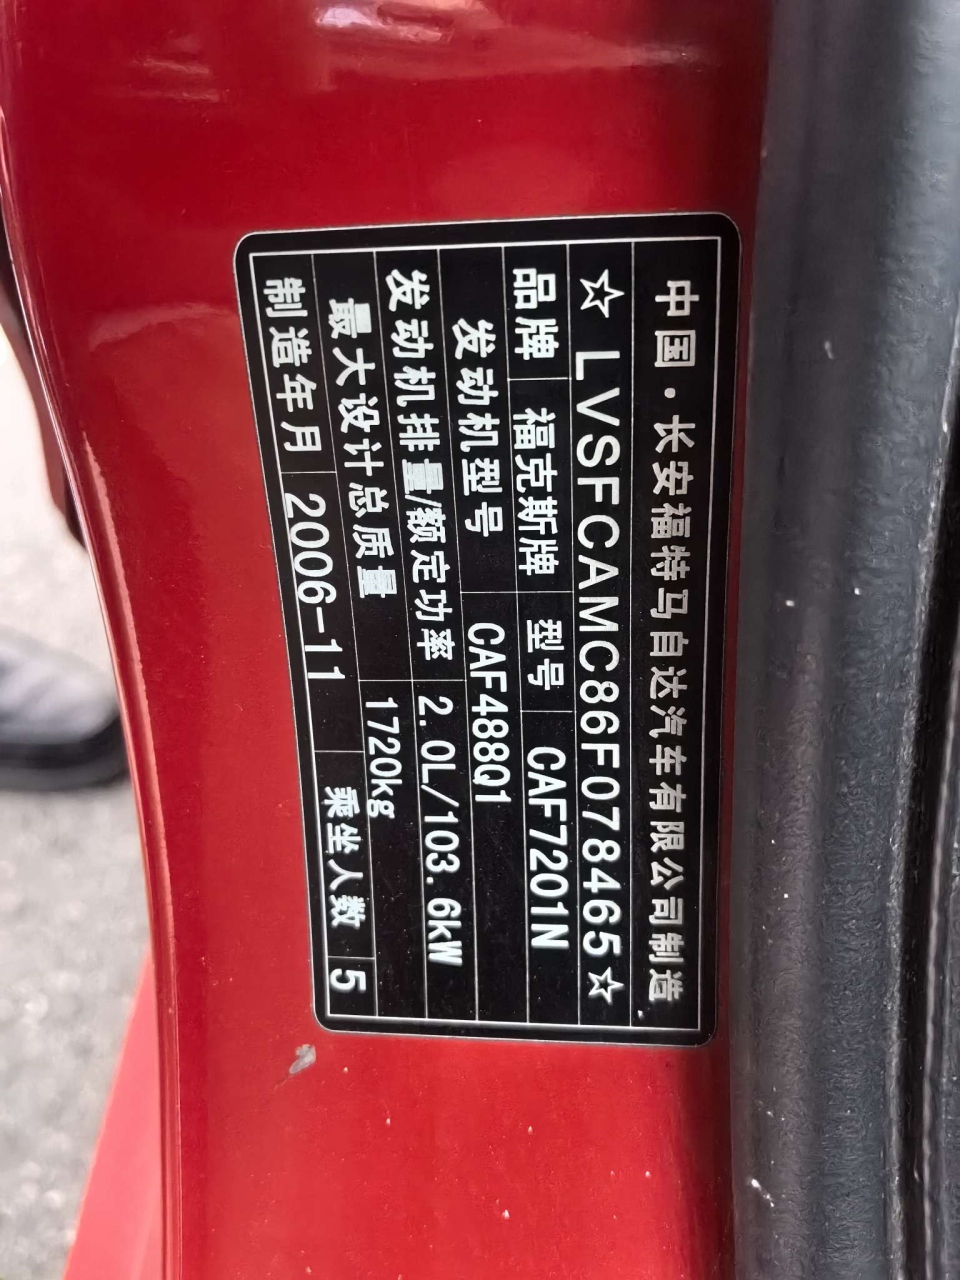 中国·长安福特马自达汽车有限公司制造
☆LVSFCAMC86F078465☆
品牌 福克斯牌 型号 CAF7201N
发动机型号 CAF488Q1
发动机排量/额定功率 2.0L/103.6kW
最大设计总质量 1720kg
制造年月 2006-11 乘坐人数 5